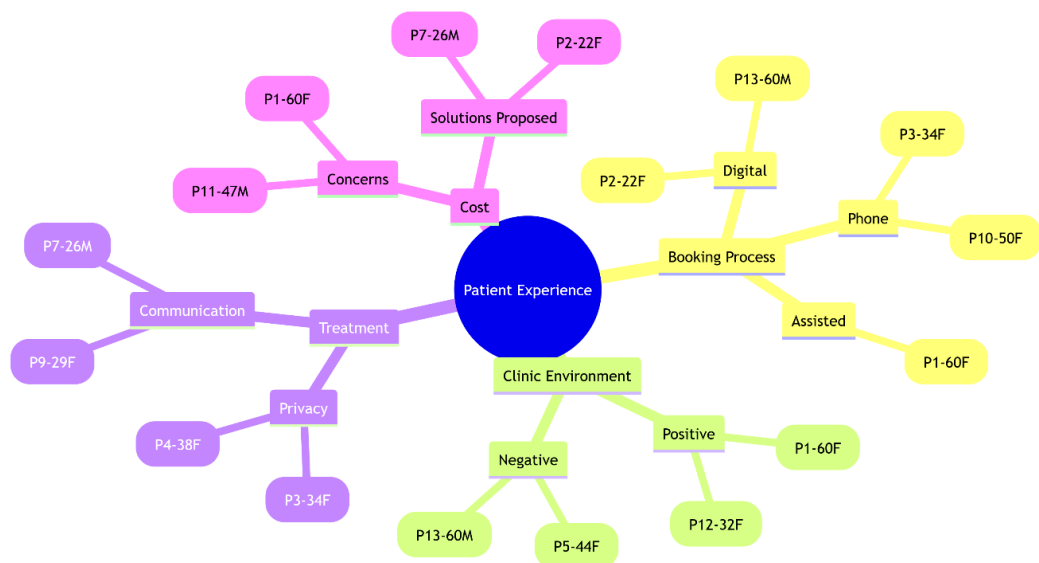 P7-26M
P2-22F
P1-60F
Solutions Proposed
P11-47M
Concerns
Cost
P13-60M
P3-34F
Digital
P2-22F
Phone
P10-50F
Booking Process
Assisted
P1-60F
Patient Experience
P7-26M
Communication
Treatment
P9-29F
Privacy
P4-38F
P3-34F
Clinic Environment
Positive
P1-60F
Negative
P12-32F
P13-60M
P5-44F